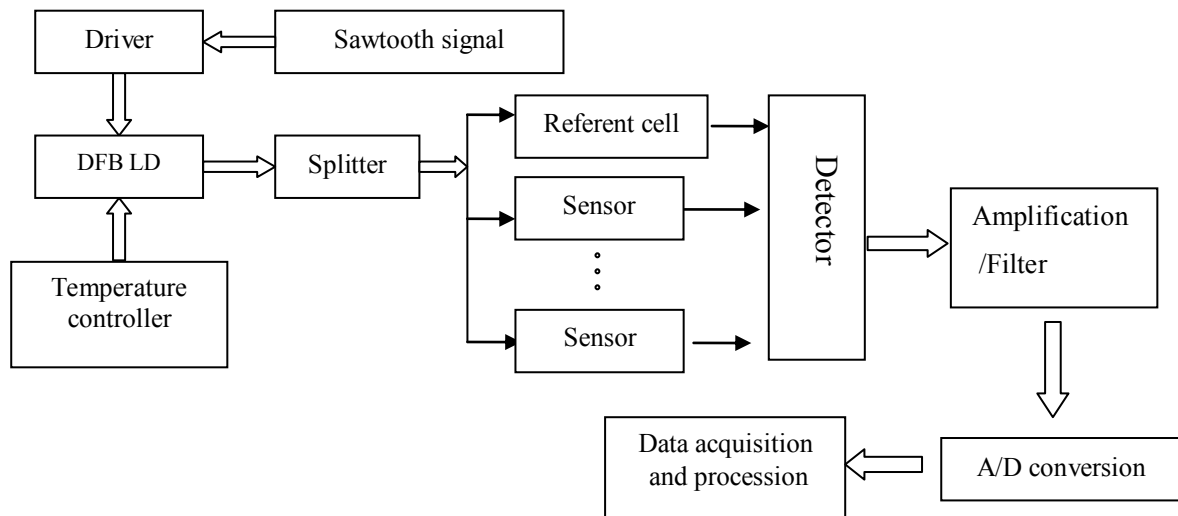 Driver
Sawtooth signal
DFB LD
Splitter
Temperature
controller
Referent cell
Sensor
Sensor
Detector
Amplification
/Filter
A/D conversion
Data acquisition
and procession